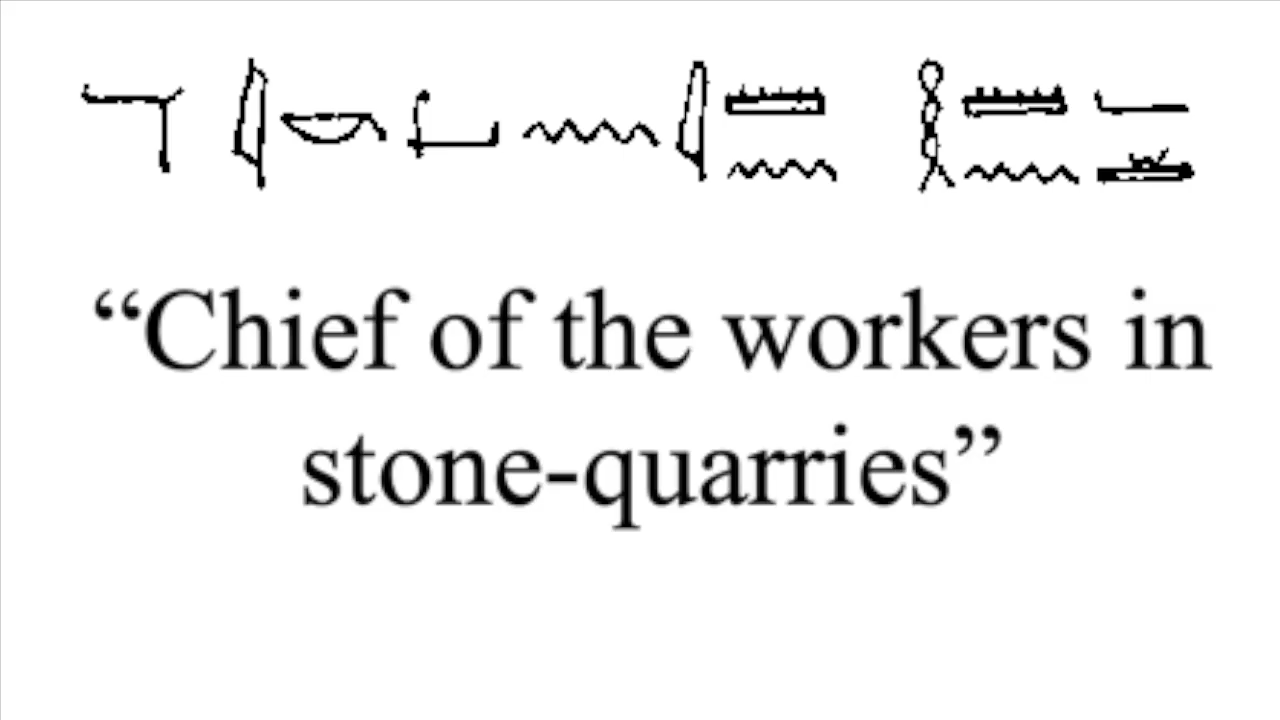 “Chief of the workers in
stone-quarries”